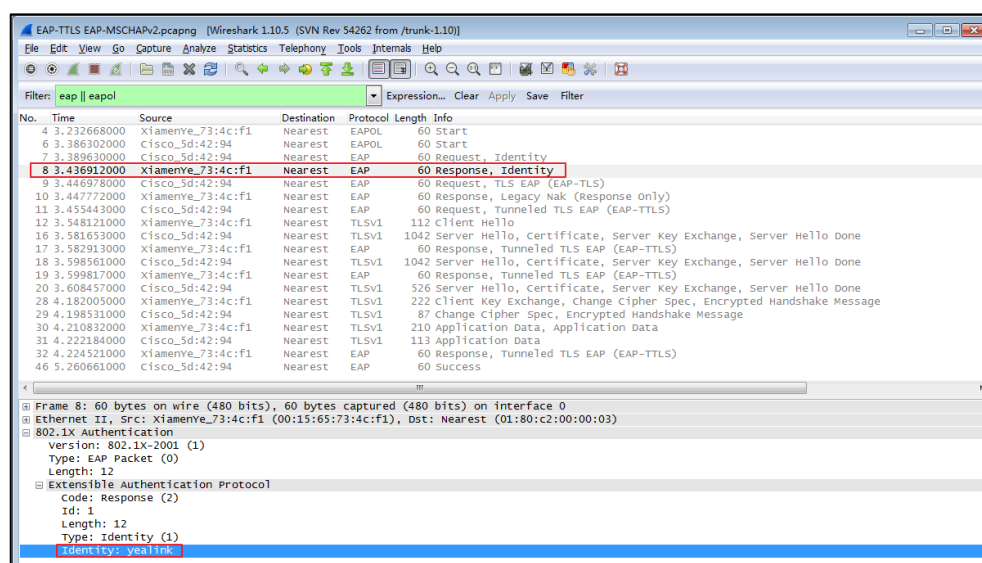 EAP-TTLS EAP-MSCHAPv2.pcapng [Wireshark 1.10.5 (SVN Rev 54262 from /trunk-1.10)]
File Edit View Go Capture Analyze Statistics Telephony Tools Internals Help
Filter: eap || eapol Expression... Clear Apply Save Filter
No. Time Source Destination Protocol Length Info
4 3.232668000 XiamenYe_73:4c:f1 Nearest EAPOL 60 Start
6 3.386302000 Cisco_5d:42:94 Nearest EAPOL 60 Start
7 3.389630000 Cisco_5d:42:94 Nearest EAP 60 Request, Identity
8 3.436912000 XiamenYe_73:4c:f1 Nearest EAP 60 Response, Identity
9 3.446978000 Cisco_5d:42:94 Nearest EAP 60 Request, TLS EAP (EAP-TLS)
10 3.447772000 XiamenYe_73:4c:f1 Nearest EAP 60 Response, Legacy Nak (Response Only)
11 3.455443000 Cisco_5d:42:94 Nearest EAP 60 Request, Tunneled TLS EAP (EAP-TTLS)
12 3.548121000 XiamenYe_73:4c:f1 Nearest TLSv1 112 Client Hello
16 3.581653000 Cisco_5d:42:94 Nearest TLSv1 1042 Server Hello, Certificate, Server Key Exchange, Server Hello Done
17 3.582913000 XiamenYe_73:4c:f1 Nearest EAP 60 Response, Tunneled TLS EAP (EAP-TTLS)
18 3.598561000 Cisco_5d:42:94 Nearest TLSv1 1042 Server Hello, Certificate, Server Key Exchange, Server Hello Done
19 3.599817000 XiamenYe_73:4c:f1 Nearest EAP 60 Response, Tunneled TLS EAP (EAP-TTLS)
20 3.608457000 Cisco_5d:42:94 Nearest TLSv1 526 Server Hello, Certificate, Server Key Exchange, Server Hello Done
28 4.182005000 XiamenYe_73:4c:f1 Nearest TLSv1 222 Client Key Exchange, Change Cipher Spec, Encrypted Handshake Message
29 4.198531000 Cisco_5d:42:94 Nearest TLSv1 87 Change Cipher Spec, Encrypted Handshake Message
30 4.210832000 XiamenYe_73:4c:f1 Nearest TLSv1 210 Application Data, Application Data
31 4.222184000 Cisco_5d:42:94 Nearest TLSv1 113 Application Data
32 4.224521000 XiamenYe_73:4c:f1 Nearest EAP 60 Response, Tunneled TLS EAP (EAP-TTLS)
46 5.260661000 Cisco_5d:42:94 Nearest EAP 60 Success
Frame 8: 60 bytes on wire (480 bits), 60 bytes captured (480 bits) on interface 0
Ethernet II, Src: XiamenYe_73:4c:f1 (00:15:65:73:4c:f1), Dst: Nearest (01:80:c2:00:00:03)
802.1X Authentication
Version: 802.1X-2001 (1)
Type: EAP Packet (0)
Length: 12
Extensible Authentication Protocol
Code: Response (2)
Id: 1
Length: 12
Type: Identity (1)
Identity: yealink